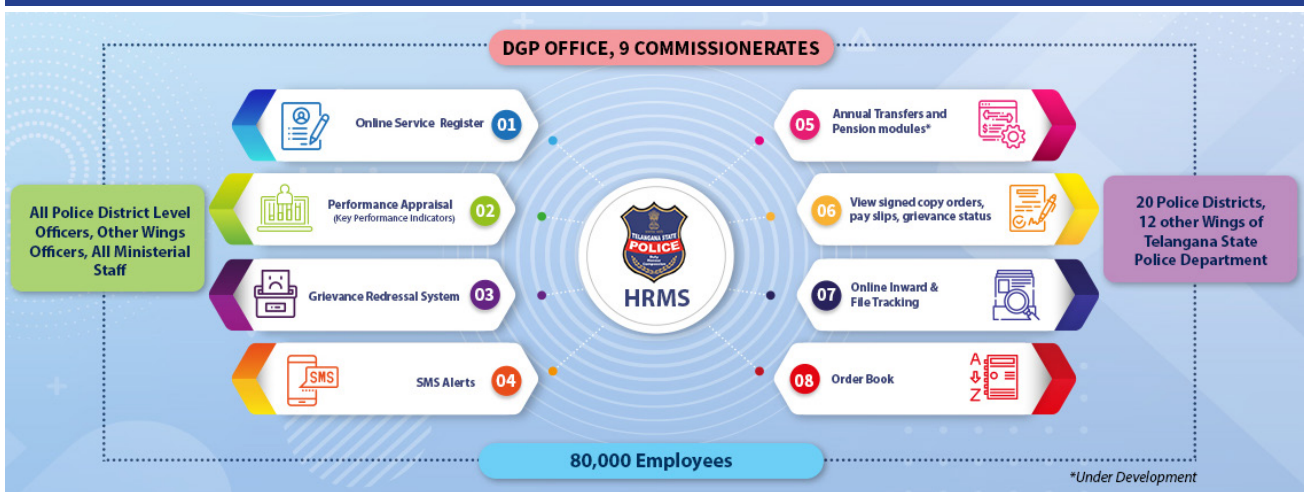 DGP OFFICE, 9 COMMISSIONERATES
Online Service Register 01
Performance Appraisal
(Key Performance Indicators)
02
Grievance Redressal System 03
SMS
SMS Alerts 04
All Police District Level
Officers, Other Wings
Officers, All Ministerial
Staff
TELANGANA STATE
POLICE
HRMS
05 Annual Transfers and
Pension modules*
06 View signed copy orders,
pay slips, grievance status
07 Online Inward &
File Tracking
08 Order Book
A
Z
20 Police Districts,
12 other Wings of
Telangana State
Police Department
80,000 Employees
*Under Development